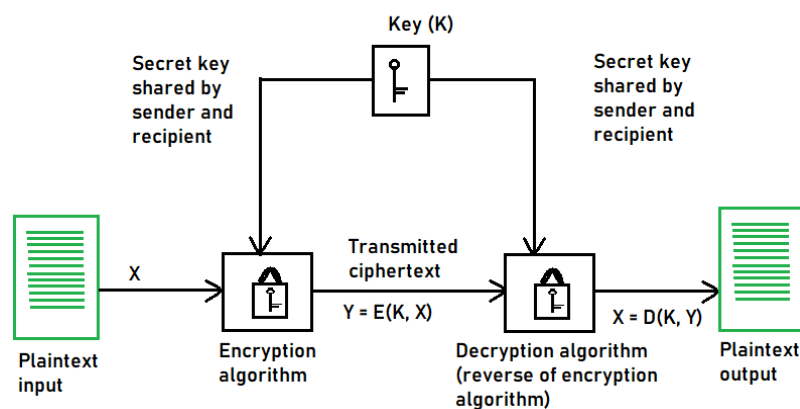 Key (K)
Secret key
shared by
sender and
recipient
Secret key
shared by
sender and
recipient
X
Transmitted
ciphertext
Y = E(K, X)
X = D(K, Y)
Plaintext
input
Encryption
algorithm
Decryption algorithm
(reverse of encryption
algorithm)
Plaintext
output